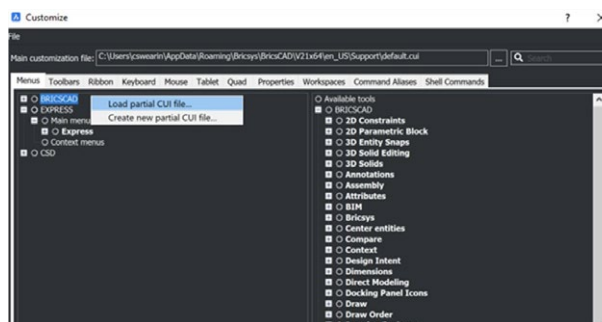 Customize
? X
File
Main customization file: C:\Users\cswearin\AppData\Roaming\Bricsys\BricsCAD\V21x64\en_US\Support\default.cui ... Search
Menus Toolbars Ribbon Keyboard Mouse Tablet Quad Properties Workspaces Command Aliases Shell Commands
BRICSCAD
Load partial CUI file...
Create new partial CUI file...
EXPRESS
Main menu
Express
Context menus
CSD
Available tools
BRICSCAD
2D Constraints
2D Parametric Block
3D Entity Snaps
3D Solid Editing
3D Solids
Annotations
Assembly
Attributes
BIM
Bricsys
Center entities
Compare
Context
Design Intent
Dimensions
Direct Modeling
Docking Panel Icons
Draw
Draw Order